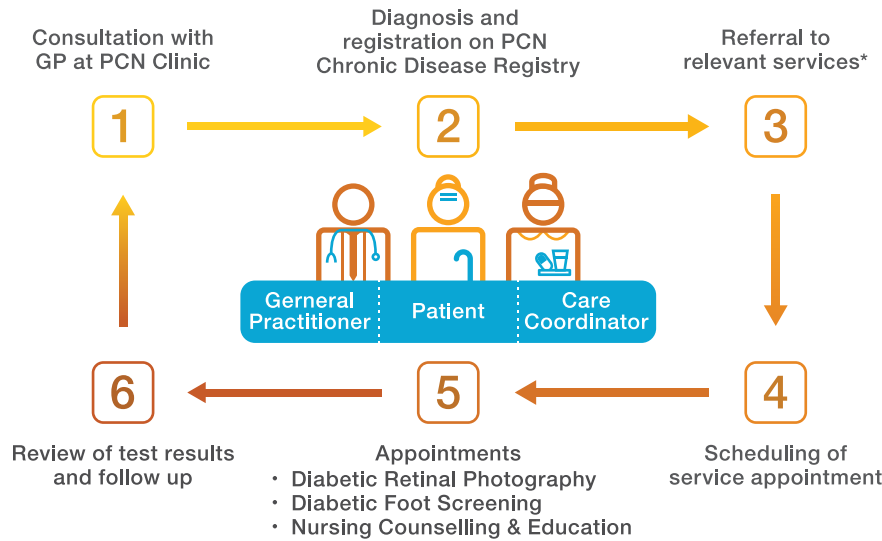 Consultation with
GP at PCN Clinic
Diagnosis and
registration on PCN
Chronic Disease Registry
Referral to
relevant services*
1
2
3
Gerneral
Practitioner
Patient
Care
Coordinator
6
5
4
Review of test results
and follow up
Appointments
· Diabetic Retinal Photography
· Diabetic Foot Screening
· Nursing Counselling & Education
Scheduling of
service appointment